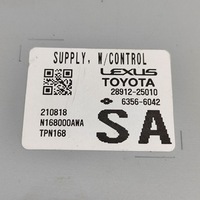 SUPPLY, W/CONTROL
LEXUS
TOYOTA
28912-25010
6356-6042
210818
N168000AWA
TPN168
SA